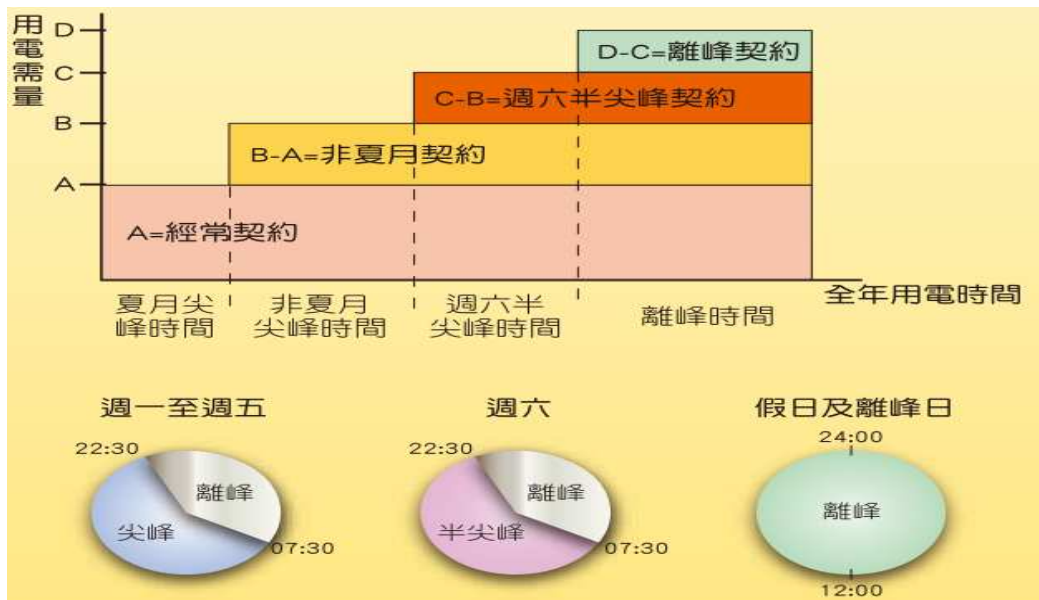 用電需量
D
C
B
A
D-C=離峰契約
C-B=週六半尖峰契約
B-A=非夏月契約
A=經常契約
夏月尖
峰時間
非夏月
尖峰時間
週六半
尖峰時間
離峰時間
全年用電時間
週一至週五
22:30
離峰
尖峰
07:30
週六
22:30
離峰
半尖峰
07:30
假日及離峰日
24:00
離峰
12:00